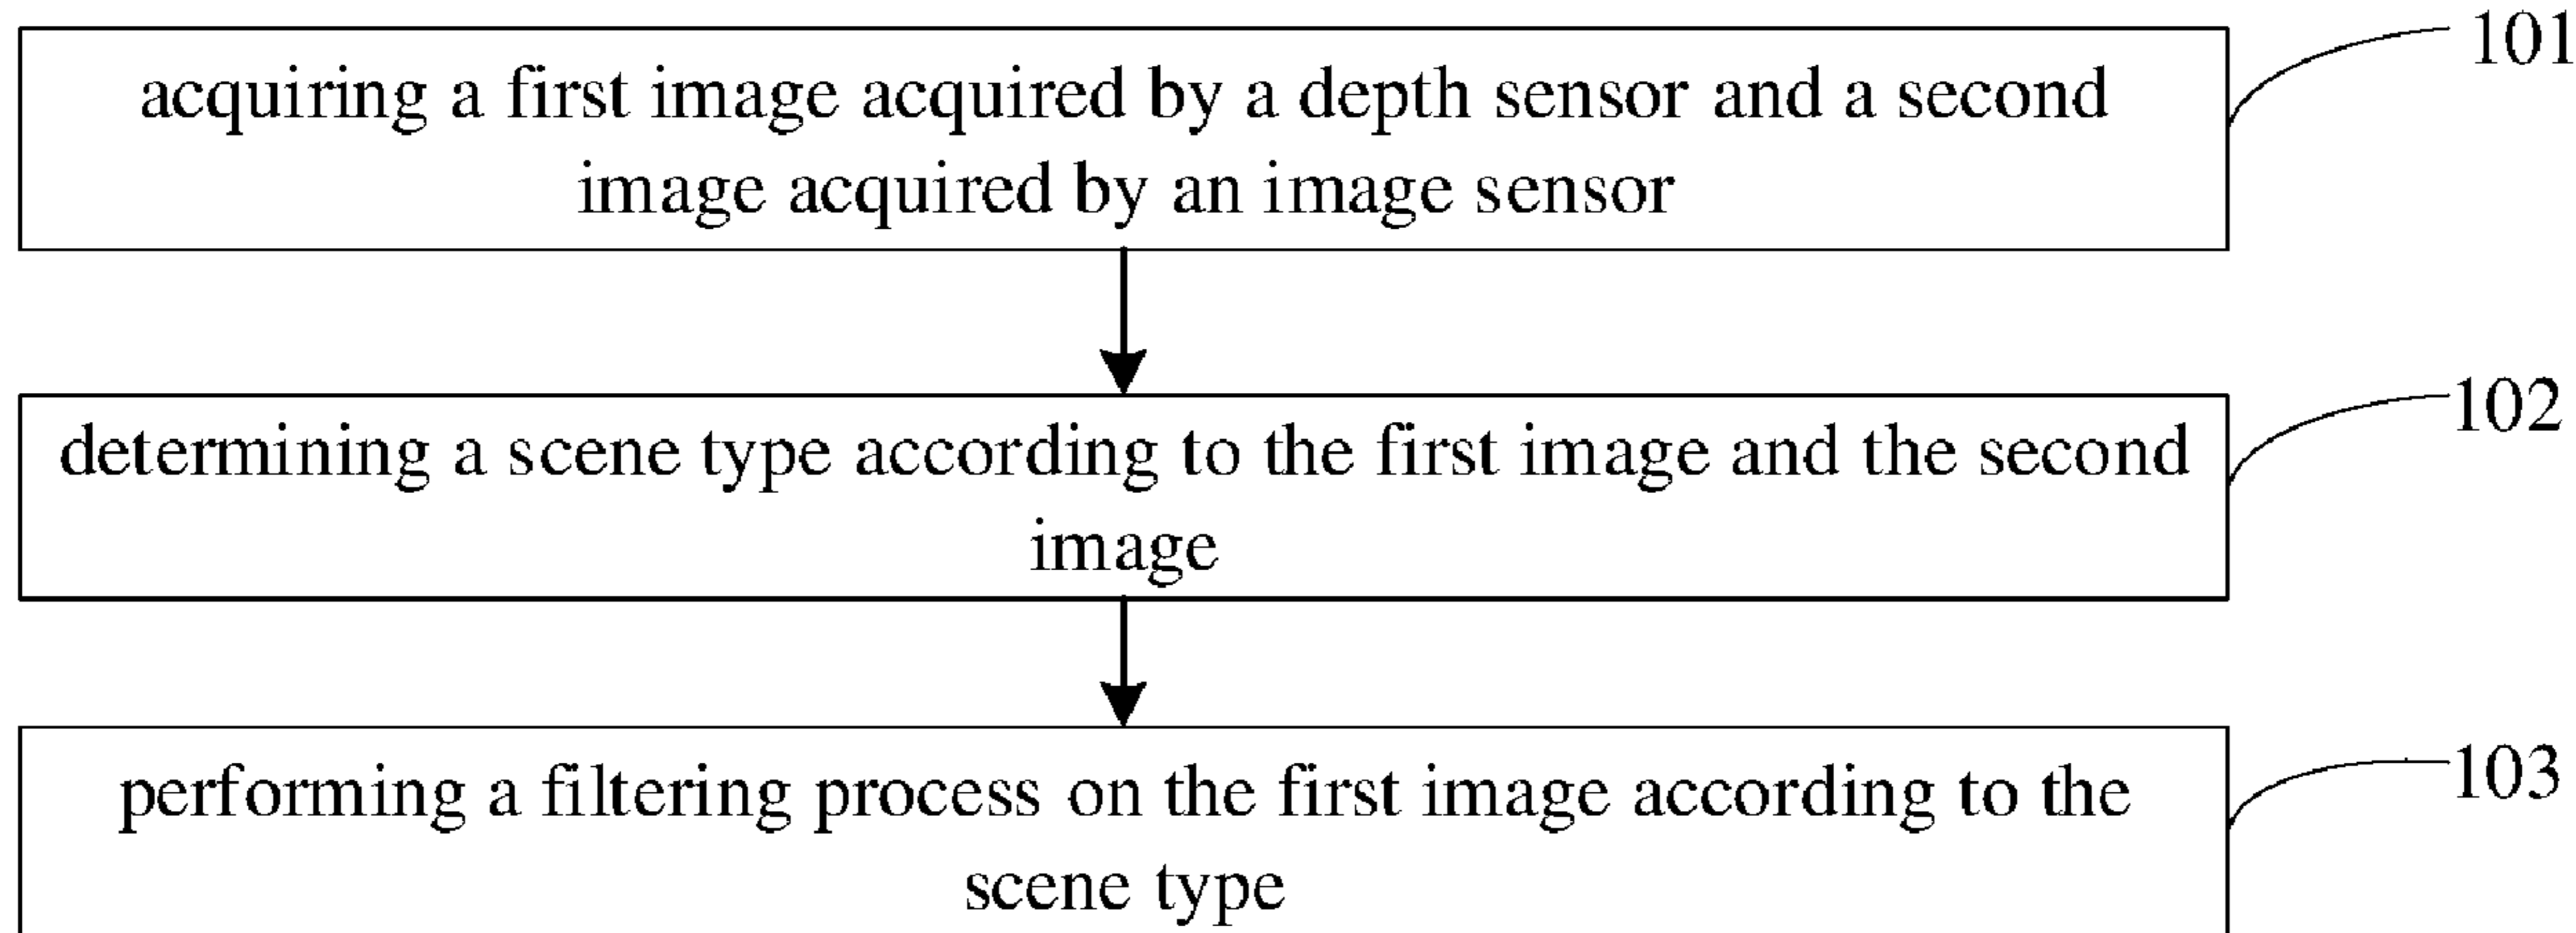 acquiring a first image acquired by a depth sensor and a second
image acquired by an image sensor
101
determining a scene type according to the first image and the second
image
102
performing a filtering process on the first image according to the
scene type
103